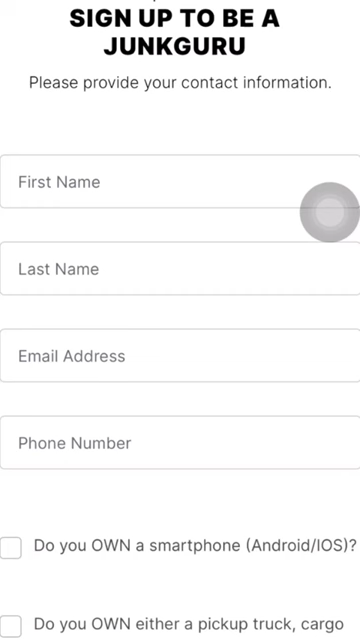 SIGN UP TO BE A
JUNKGURU
Please provide your contact information.
First Name
Last Name
Email Address
Phone Number
Do you OWN a smartphone (Android/IOS)?
Do you OWN either a pickup truck, cargo